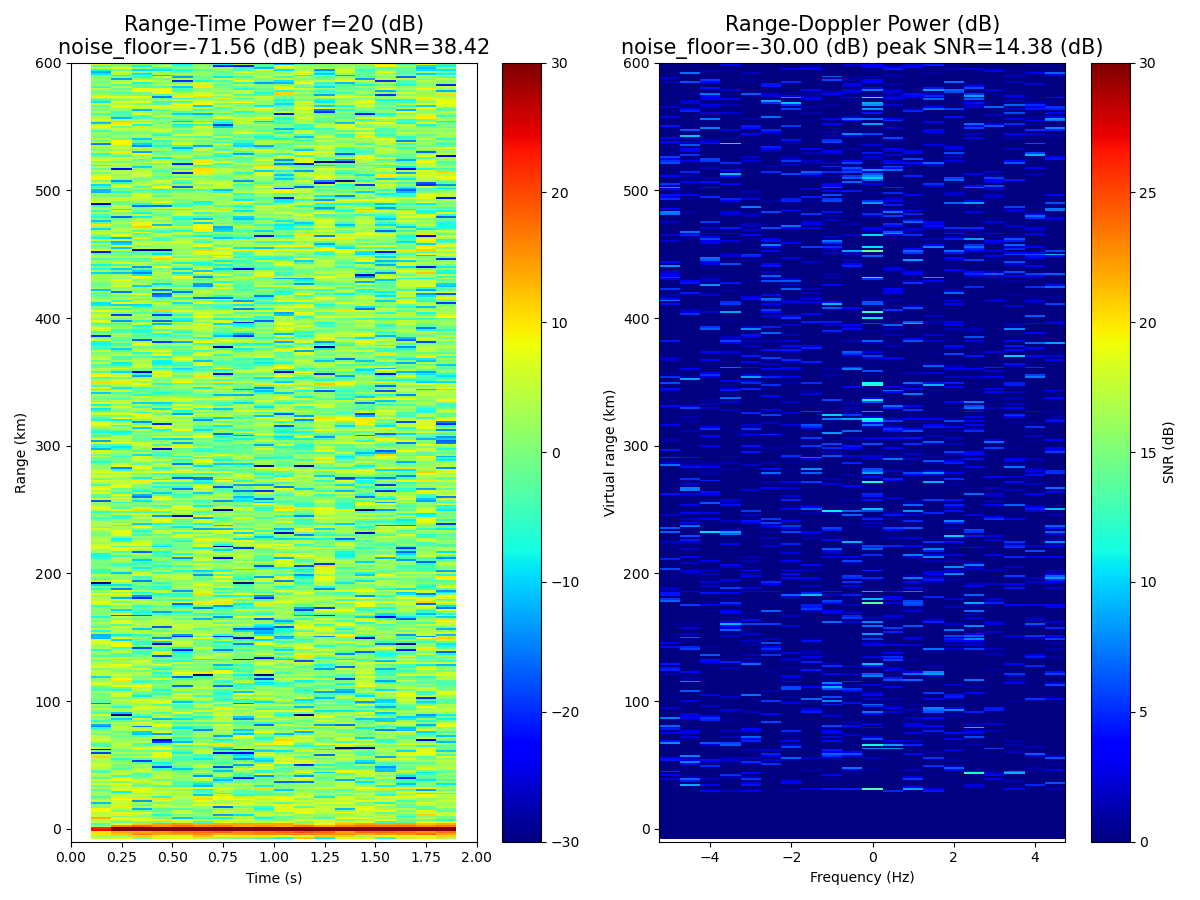 Range-Time Power f=20 (dB)
noise_floor=-71.56 (dB) peak SNR=38.42
600
500
400
300
200
100
0
Range (km)
0.00 0.25 0.50 0.75 1.00 1.25 1.50 1.75 2.00
Time (s)
30
20
10
0
−10
−20
−30
Range-Doppler Power (dB)
noise_floor=-30.00 (dB) peak SNR=14.38 (dB)
600
500
400
300
200
100
0
Virtual range (km)
−4 −2 0 2 4
Frequency (Hz)
30
25
20
15
10
5
0
SNR (dB)